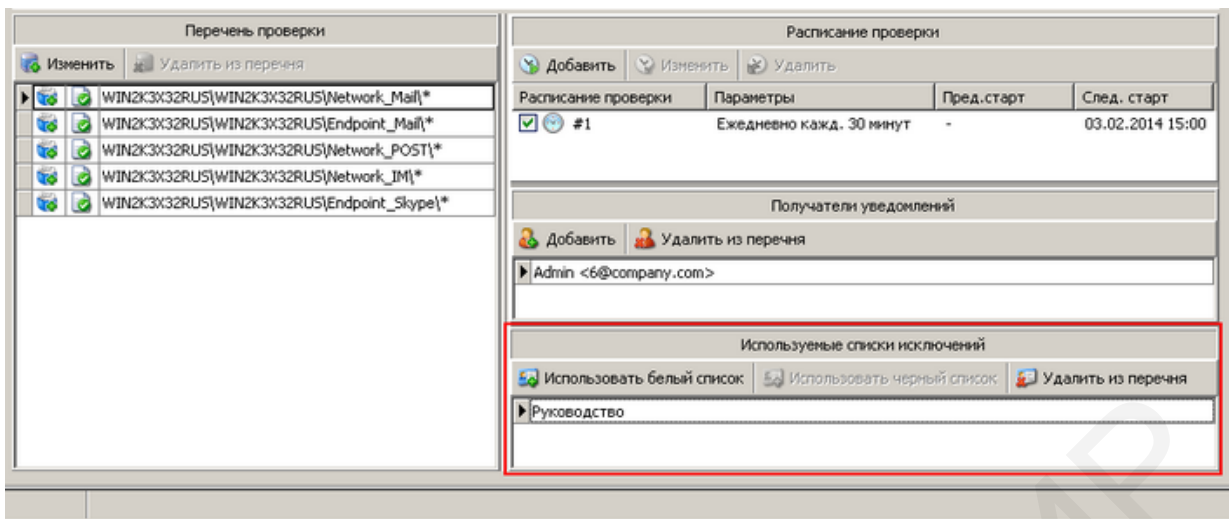 Перечень проверки
Изменить Удалить из перечня
WIN2K3X32RUS\WIN2K3X32RUS\Network_Mail\*
WIN2K3X32RUS\WIN2K3X32RUS\Endpoint_Mail\*
WIN2K3X32RUS\WIN2K3X32RUS\Network_POST\*
WIN2K3X32RUS\WIN2K3X32RUS\Network_IM\*
WIN2K3X32RUS\WIN2K3X32RUS\Endpoint_Skype\*
Расписание проверки
Добавить Изменить Удалить
Расписание проверки Параметры Пред.старт След. старт
#1 Ежедневно кажд. 30 минут - 03.02.2014 15:00
Получатели уведомлений
Добавить Удалить из перечня
Admin <6@company.com>
Используемые списки исключений
Использовать белый список Использовать черный список Удалить из перечня
Руководство
MP